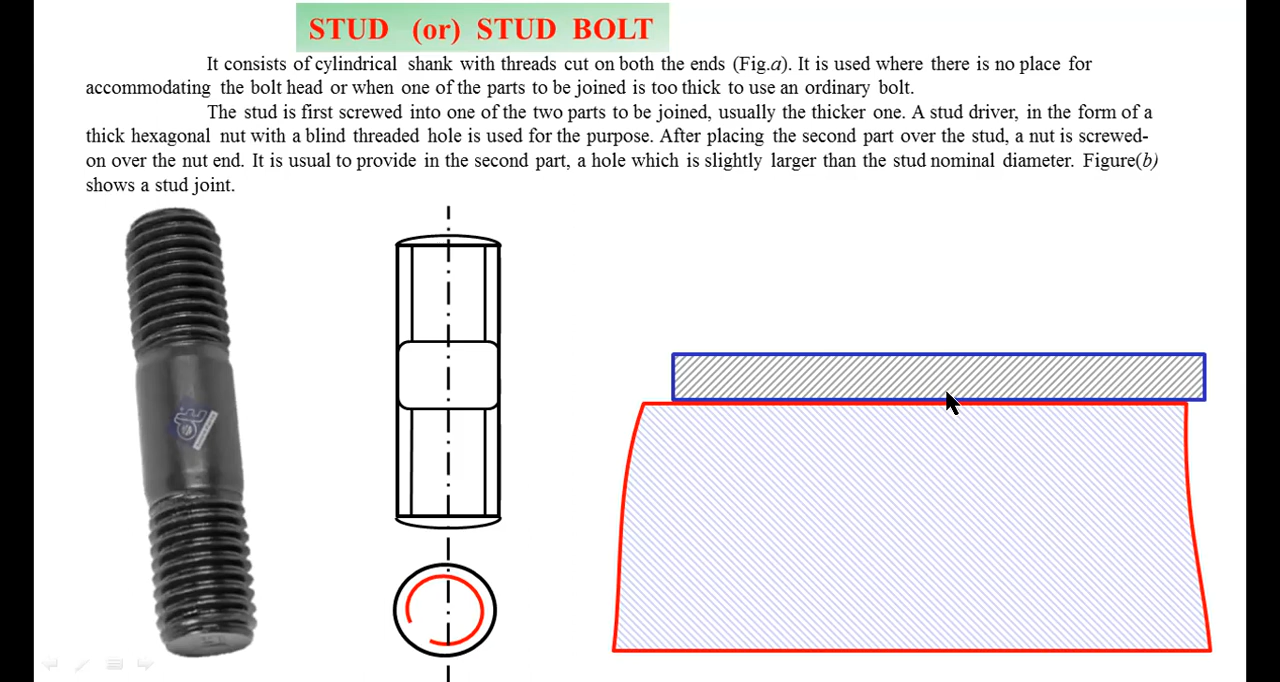 STUD (or) STUD BOLT
It consists of cylindrical shank with threads cut on both the ends (Fig.a). It is used where there is no place for
accommodating the bolt head or when one of the parts to be joined is too thick to use an ordinary bolt.
The stud is first screwed into one of the two parts to be joined, usually the thicker one. A stud driver, in the form of a
thick hexagonal nut with a blind threaded hole is used for the purpose. After placing the second part over the stud, a nut is screwed-
on over the nut end. It is usual to provide in the second part, a hole which is slightly larger than the stud nominal diameter. Figure(b)
shows a stud joint.